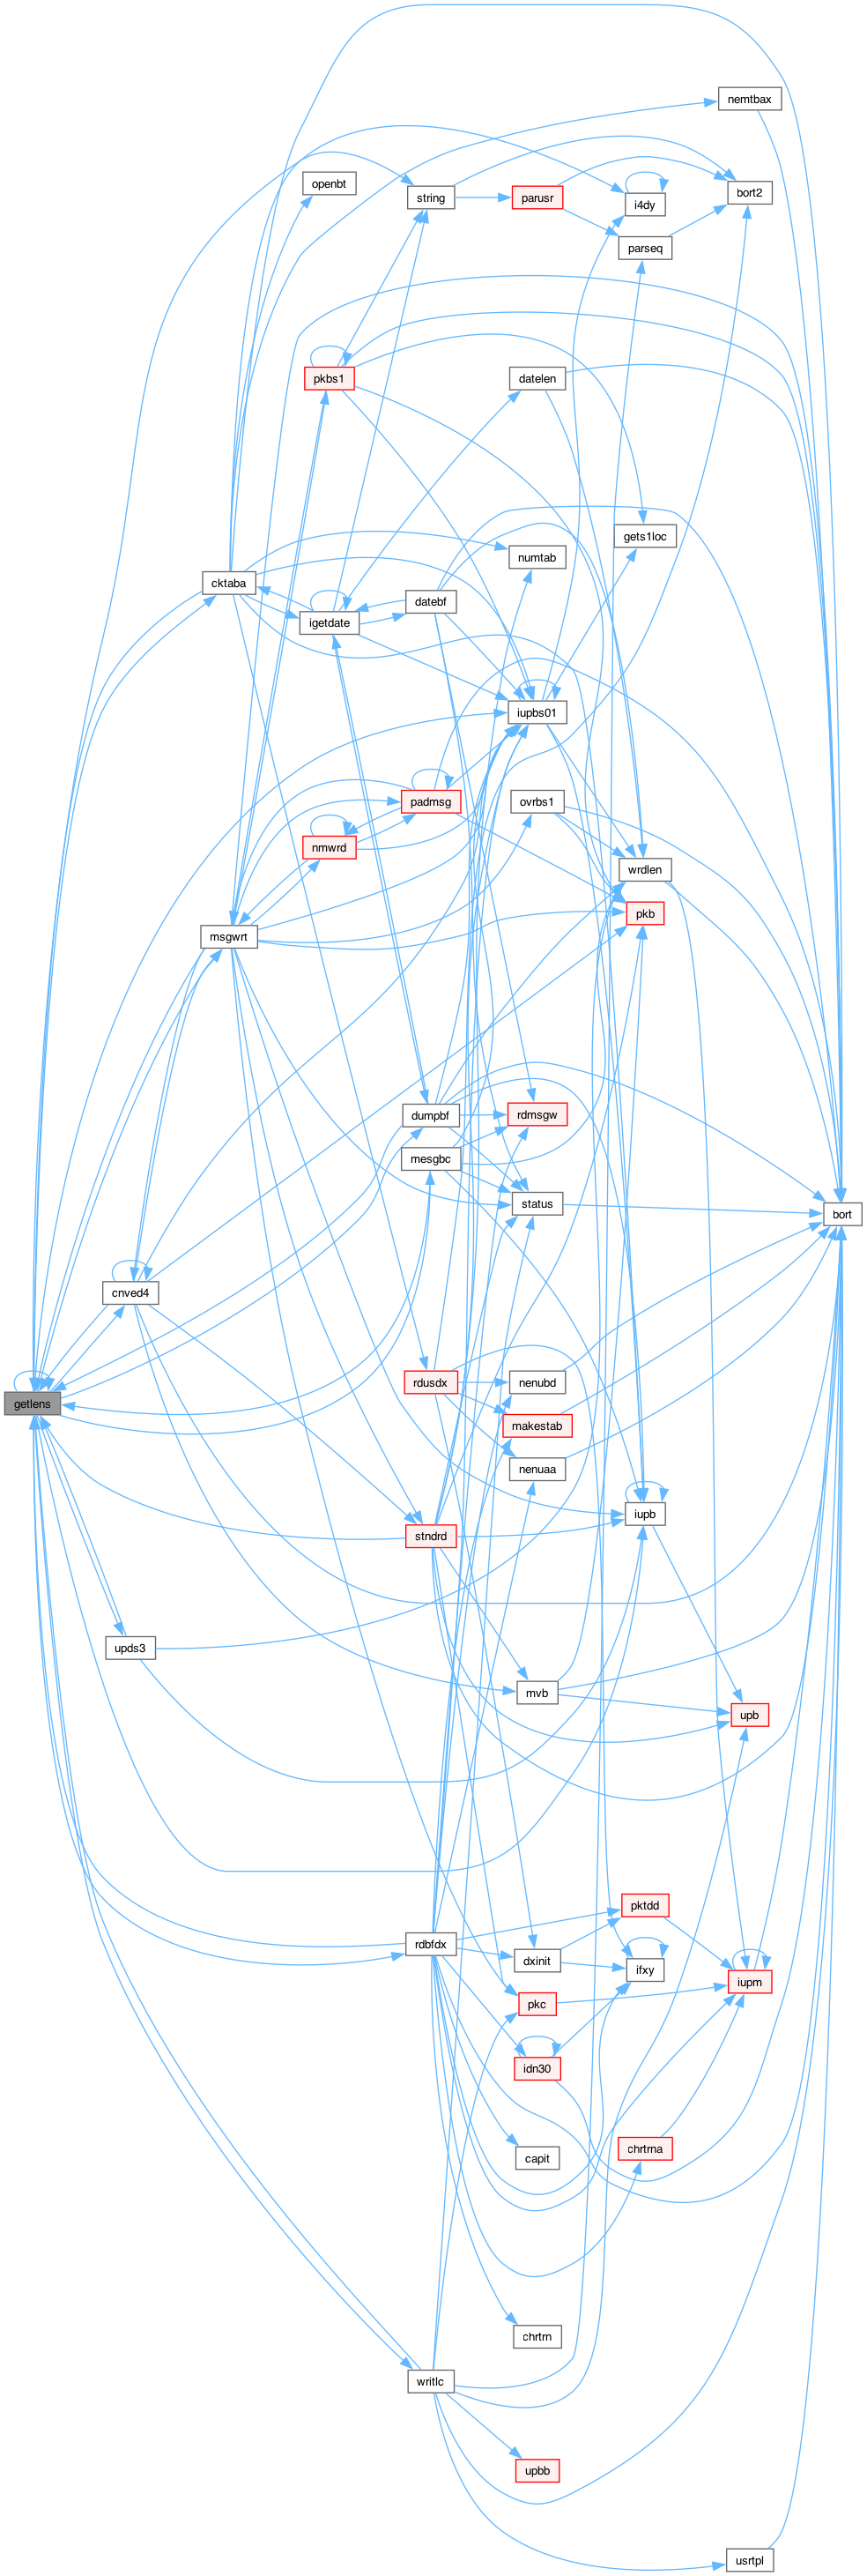 nemtbax
openbt
bort2
string
parusr
i4dy
parseq
pkbs1
datelen
gets1loc
numtab
cktaba
datebf
igetdate
iupbs01
padmsg
ovrbs1
nmwrd
wrdlen
pkb
msgwrt
dumpbf
rdmsgw
mesgbc
status
bort
cnved4
rdusdx
nenubd
getlens
makestab
nenuaa
iupb
stndrd
upds3
mvb
upb
pktdd
rdbfdx
dxinit
ifxy
iupm
pkc
idn30
chrtrna
capit
chrtrn
writlc
upbb
usrtpl